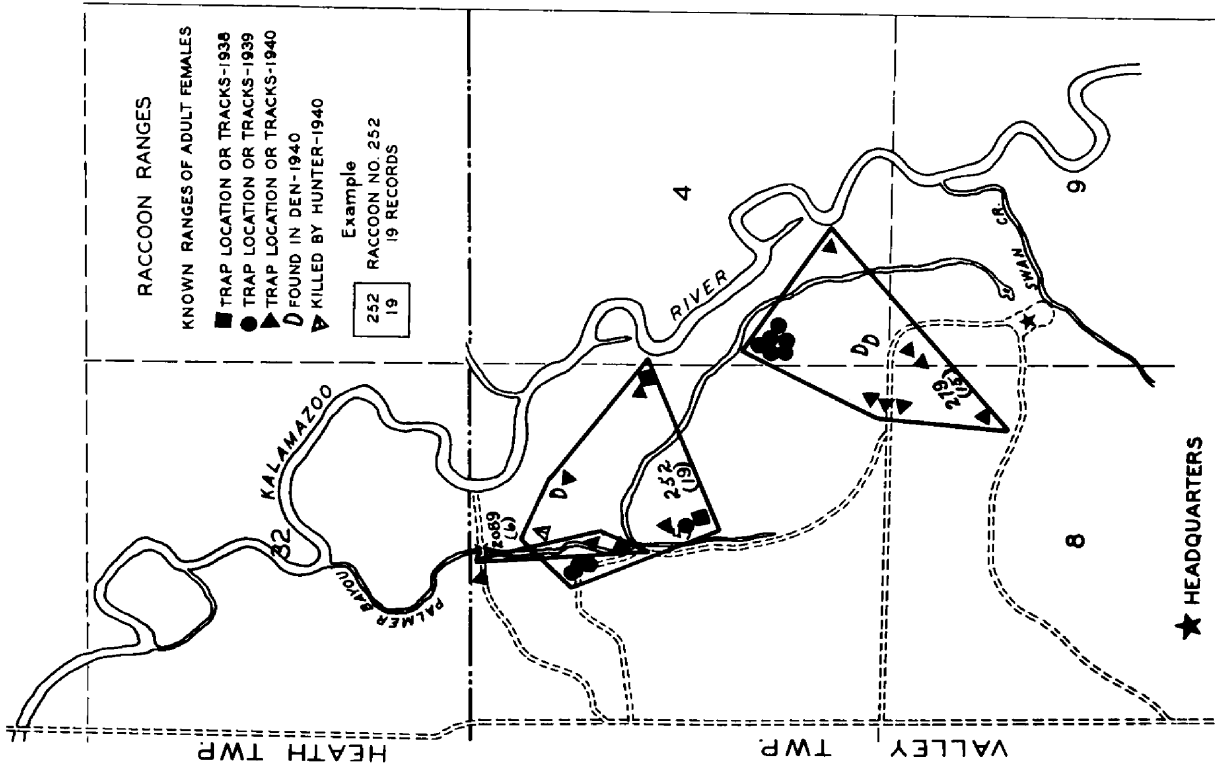 RACCOON RANGES
KNOWN RANGES OF ADULT FEMALES
TRAP LOCATION OR TRACKS-1938
TRAP LOCATION OR TRACKS-1939
TRAP LOCATION OR TRACKS-1940
D FOUND IN DEN-1940
KILLED BY HUNTER-1940
Example
252
19
RACCOON NO. 252
19 RECORDS
KALAMAZOO
RIVER
32
PALMER BAYOU
4
2089
(6)
D
252
(19)
D
D
279
(15)
SWAN CR.
9
8
HEADQUARTERS
HEATH TWP.
VALLEY TWP.